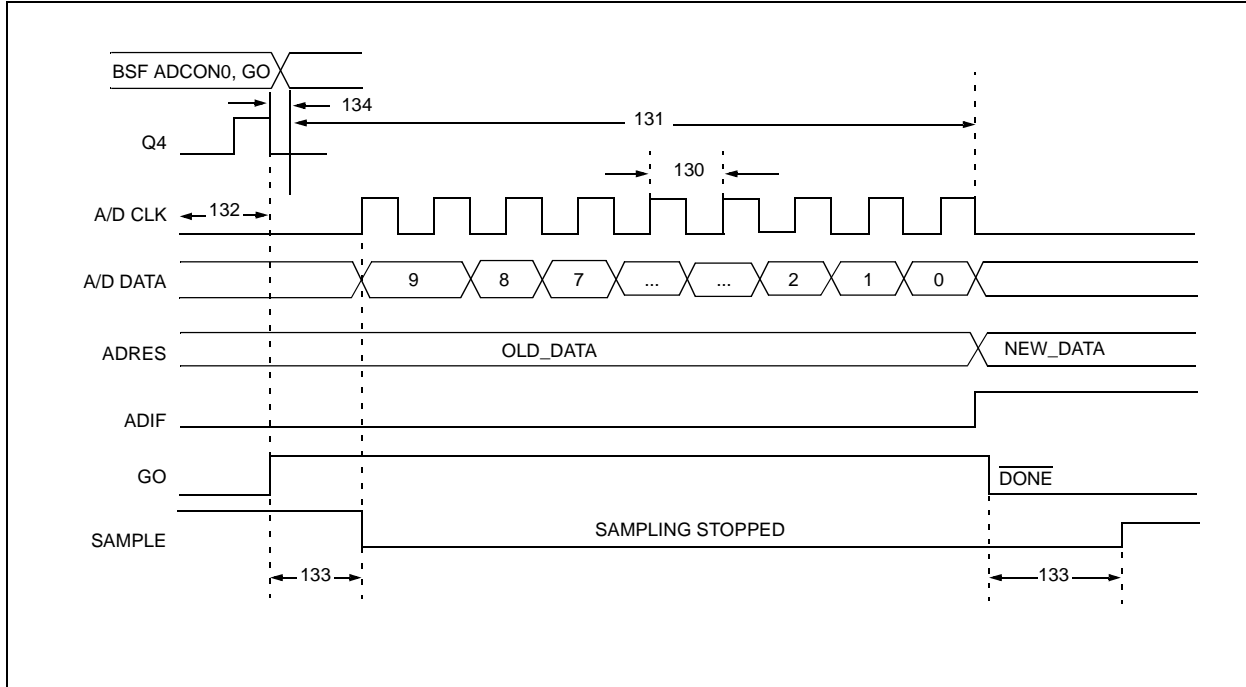 BSF ADCON0, GO
134
131
Q4
130
A/D CLK
132
A/D DATA
9 8 7 ... ... 2 1 0
ADRES
OLD_DATA
NEW_DATA
ADIF
GO
DONE
SAMPLE
SAMPLING STOPPED
133
133